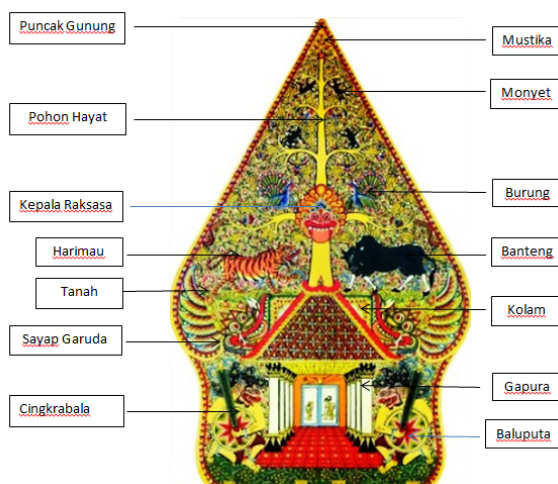 Puncak Gunung
Mustika
Monyet
Pohon Hayat
Kepala Raksasa
Burung
Harimau
Banteng
Tanah
Kolam
Sayap Garuda
Gapura
Cingkrabala
Baluputa